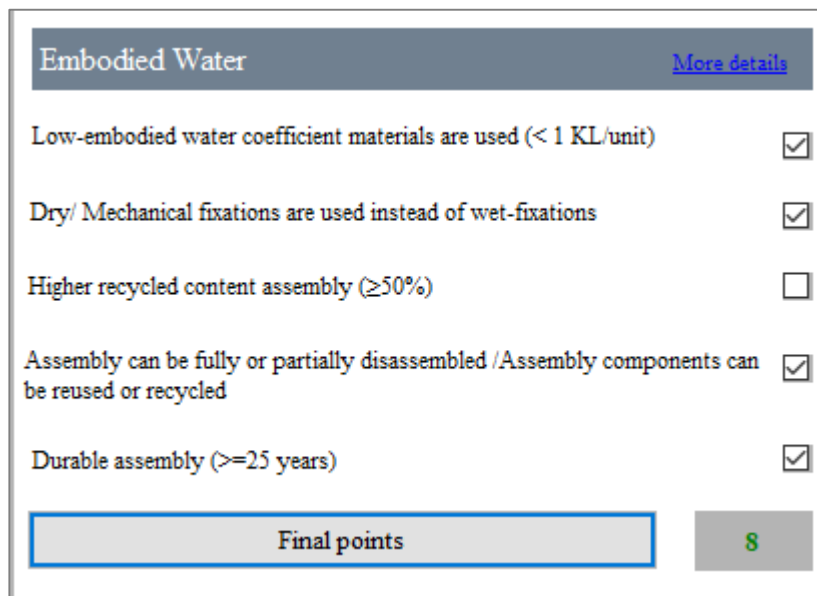 Embodied Water
More details
Low-embodied water coefficient materials are used (< 1 KL/unit)
Dry/ Mechanical fixations are used instead of wet-fixations
Higher recycled content assembly (≥50%)
Assembly can be fully or partially disassembled /Assembly components can
be reused or recycled
Durable assembly (>=25 years)
Final points
8